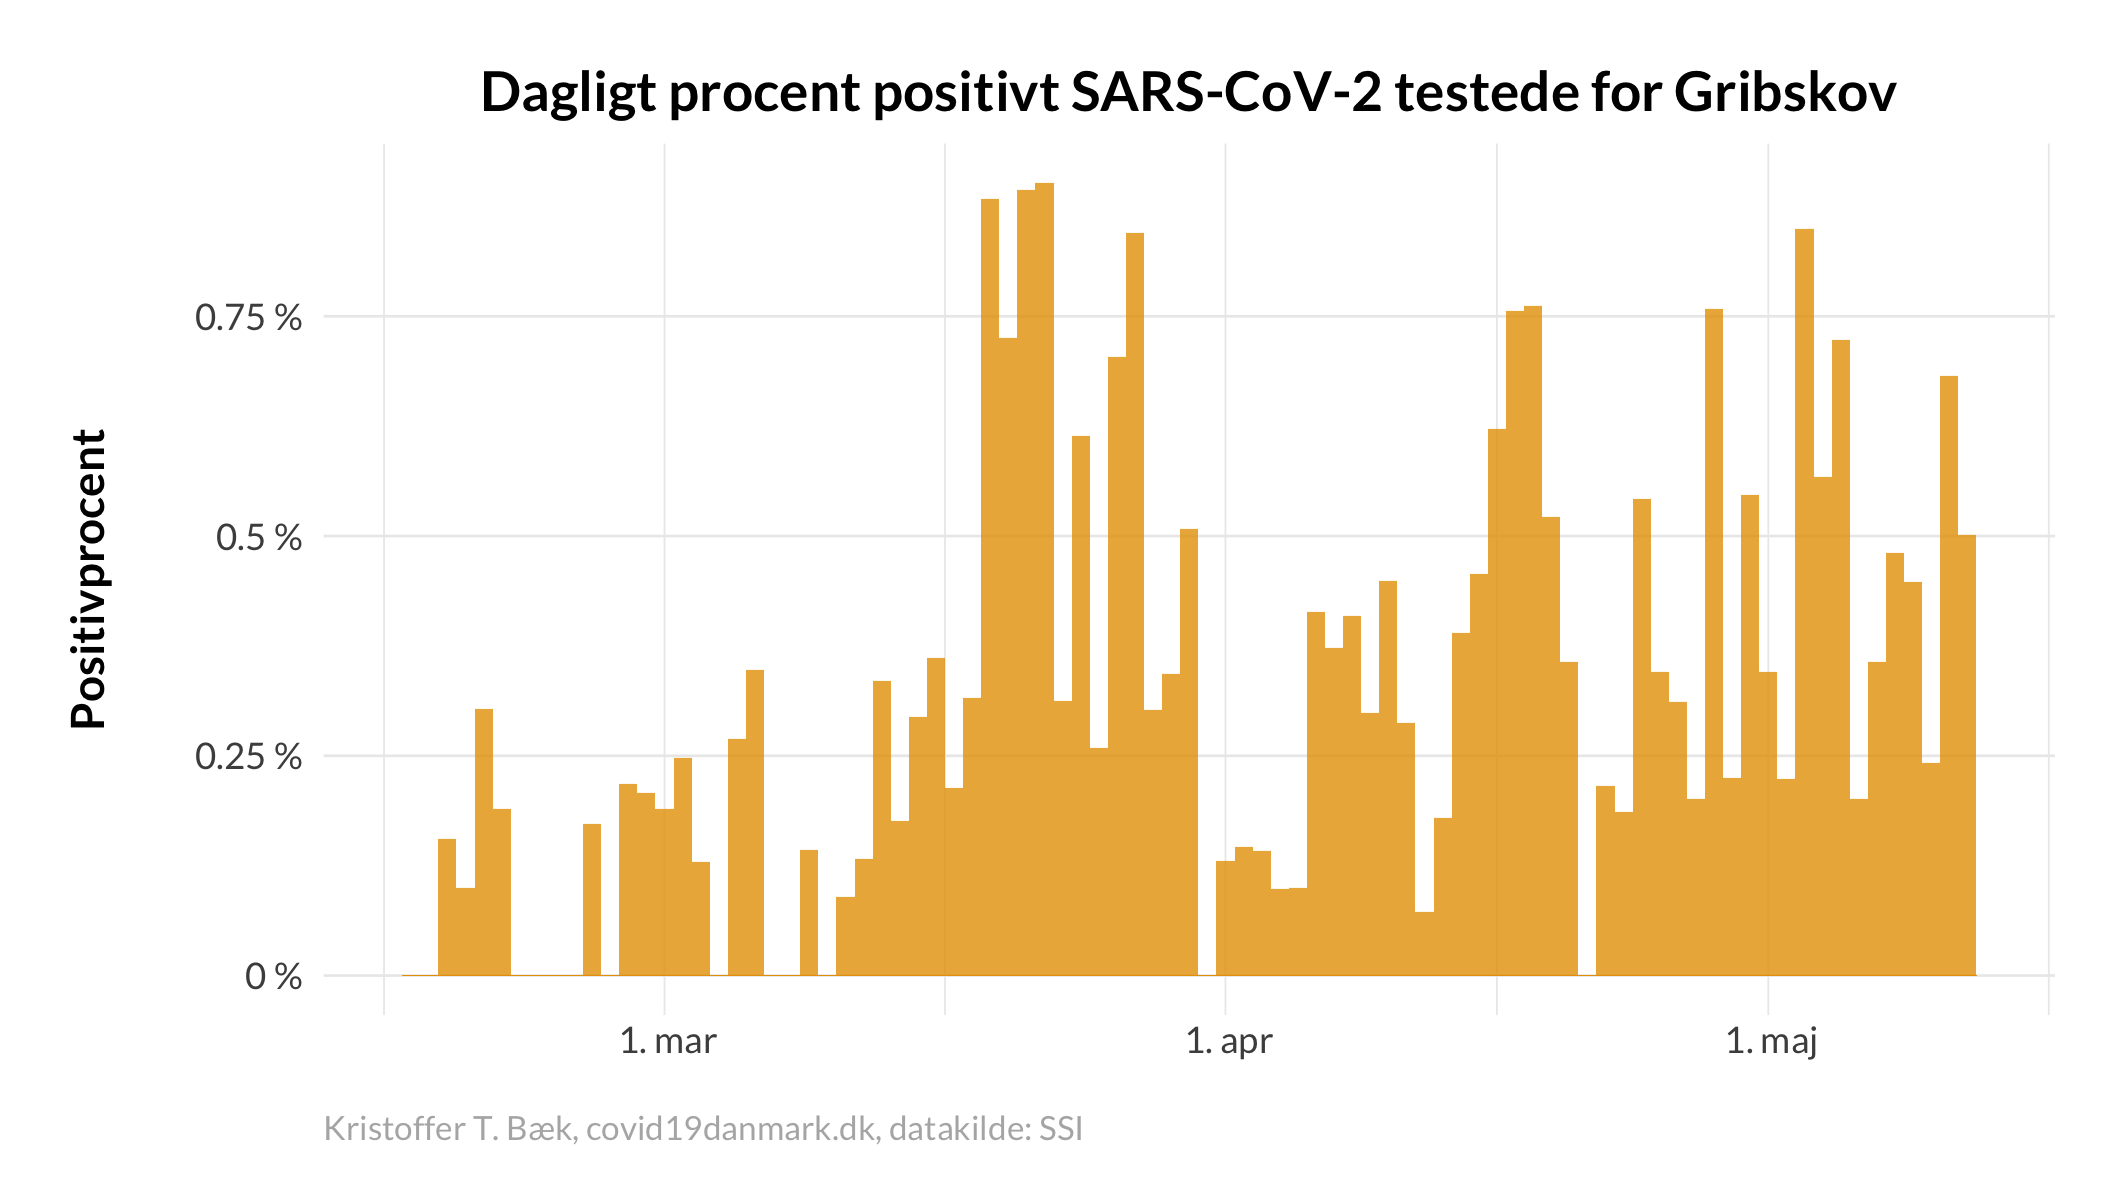 Dagligt procent positivt SARS-CoV-2 testede for Gribskov
Positivprocent
0.75 %
0.5 %
0.25 %
0 %
1. mar
1. apr
1. maj
Kristoffer T. Bæk, covid19danmark.dk, datakilde: SSI